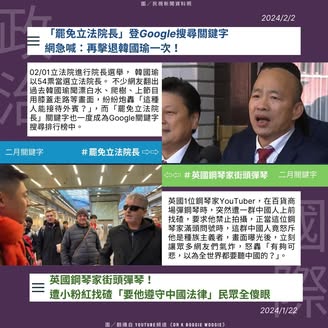 圖／民視新聞資料照
2024/2/2
政治
「罷免立法院長」登Google搜尋關鍵字
網急喊：再擊退韓國瑜一次！
02/01立法院進行院長選舉， 韓國瑜
以54票當選立法院長。 不少網友翻出
過去韓國瑜聞漂白水、爬樹、上節目
用膝蓋走路等畫面，紛紛炮轟「這種
人能接待外賓？」，而「罷免立法院
長」關鍵字也一度成為Google關鍵字
搜尋排行榜中。
二月關鍵字
#罷免立法院長
#英國鋼琴家街頭彈琴
二月關鍵字
英國1位鋼琴家YouTuber，在百貨商
場彈鋼琴時，突然遭一群中國人上前
找碴，要求他禁止拍攝，正當這位鋼
琴家滿頭問號時，這群中國人竟怒斥
他是種族主義者，畫面曝光後，立刻
讓眾多網友們氣炸，怒轟「有夠可
悲，以為全世界都要聽中國的？」。
國際
英國鋼琴家街頭彈琴！
遭小粉紅找碴「要他遵守中國法律」民眾全傻眼
圖／翻攝自 YOUTUBE頻道（DR K BOOGIE WOOGIE）
2024/1/22